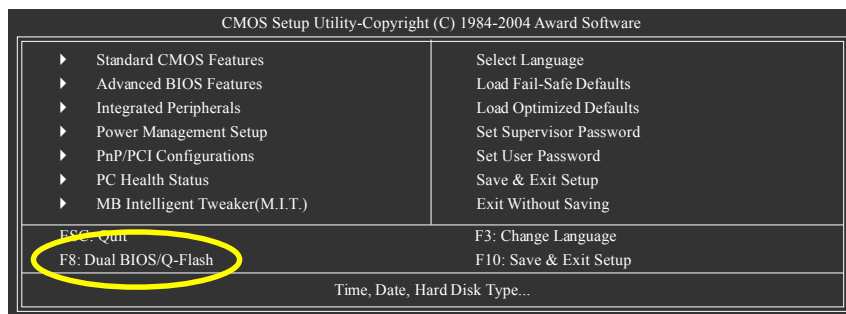 CMOS Setup Utility-Copyright (C) 1984-2004 Award Software
Standard CMOS Features
Advanced BIOS Features
Integrated Peripherals
Power Management Setup
PnP/PCI Configurations
PC Health Status
MB Intelligent Tweaker(M.I.T.)
Select Language
Load Fail-Safe Defaults
Load Optimized Defaults
Set Supervisor Password
Set User Password
Save & Exit Setup
Exit Without Saving
ESC: Quit
F3: Change Language
F8: Dual BIOS/Q-Flash
F10: Save & Exit Setup
Time, Date, Hard Disk Type...